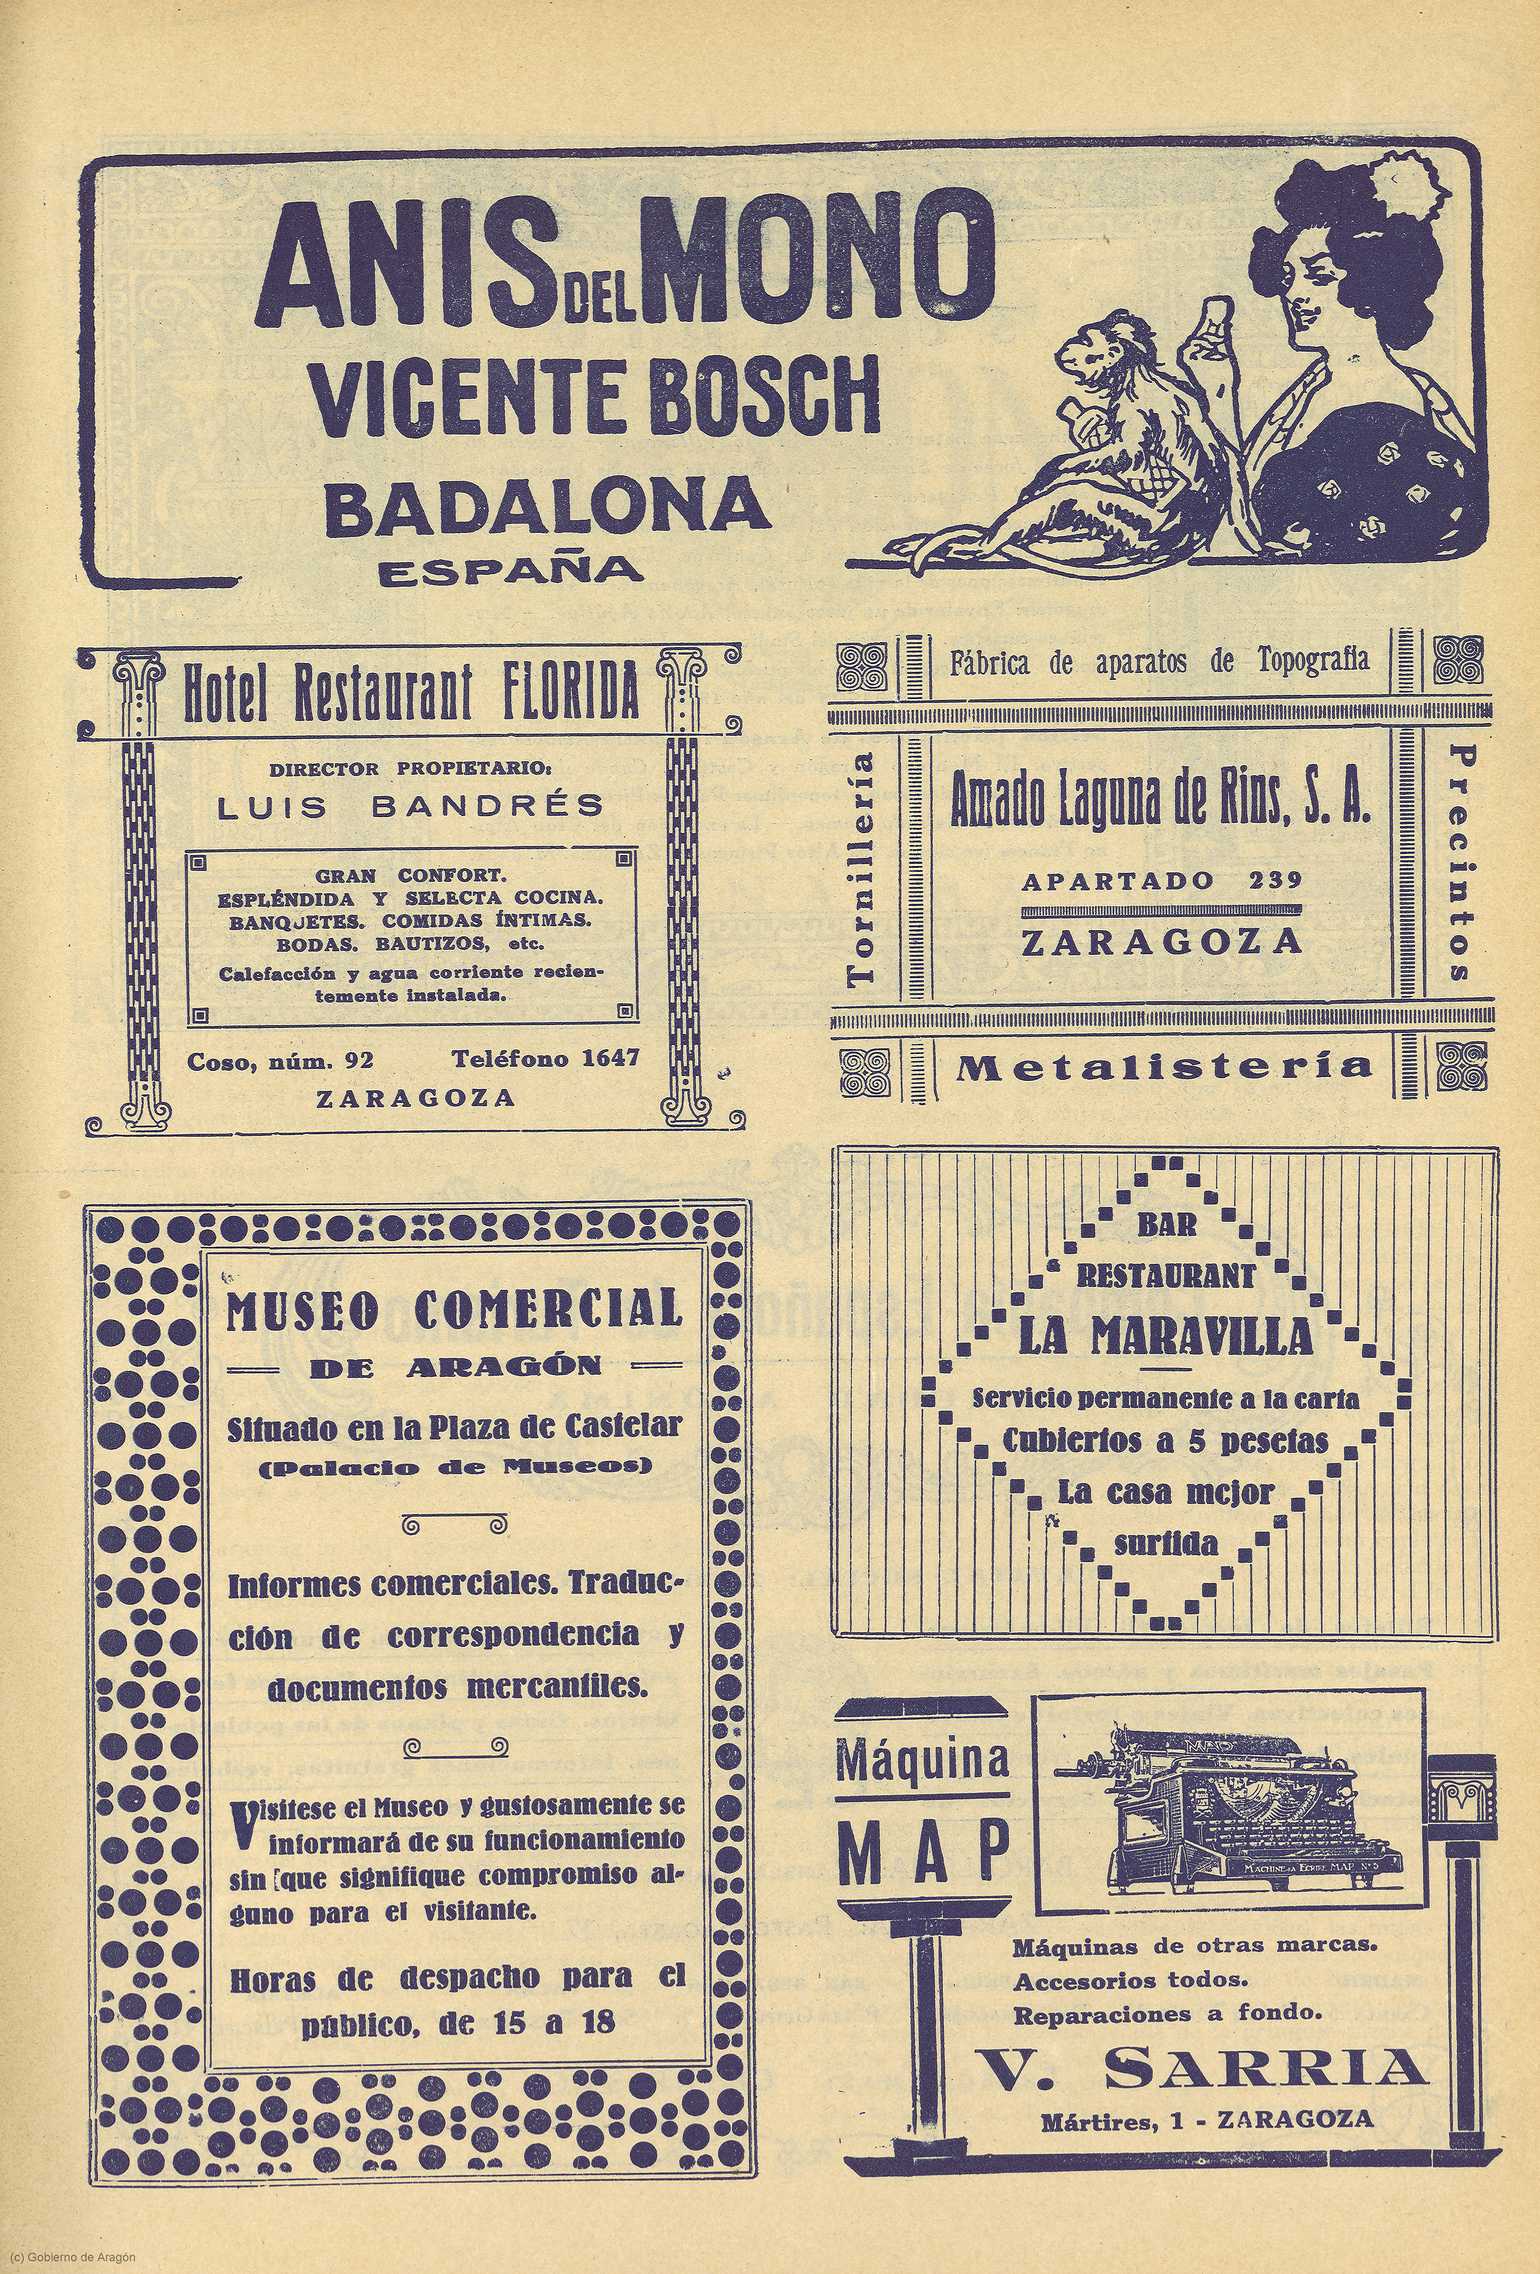 ANIS DEL MONO
VICENTE BOSCH
BADALONA
ESPAÑA
Hotel Restaurant FLORIDA
DIRECTOR PROPIETARIO:
LUIS BANDRÉS
GRAN CONFORT.
ESPLÉNDIDA Y SELECTA COCINA.
BANQUETES. COMIDAS ÍNTIMAS.
BODAS. BAUTIZOS, etc.
Calefacción y agua corriente recien-
temente instalada.
Coso, núm. 92 Teléfono 1647
ZARAGOZA
Fábrica de aparatos de Topografía
Tornillería
Amado Laguna de Rins, S. A.
APARTADO 239
ZARAGOZA
Precintos
Metalistería
MUSEO COMERCIAL
DE ARAGÓN
Situado en la Plaza de Castelar
(Palacio de Museos)
Informes comerciales. Traduc-
ción de correspondencia y
documentos mercantiles.
Visítese el Museo y gustosamente se
informará de su funcionamiento
sin [que signifique compromiso al-
guno para el visitante.
Horas de despacho para el
público, de 15 a 18
BAR
RESTAURANT
LA MARAVILLA
Servicio permanente a la carta
Cubiertos a 5 pesetas
La casa mejor
surtida
Máquina
MAP
MAP
MACHINE A ECRIRE MAP. Nº 5
Máquinas de otras marcas.
Accesorios todos.
Reparaciones a fondo.
V. SARRIA
Mártires, 1 - ZARAGOZA
(c) Gobierno de Aragón